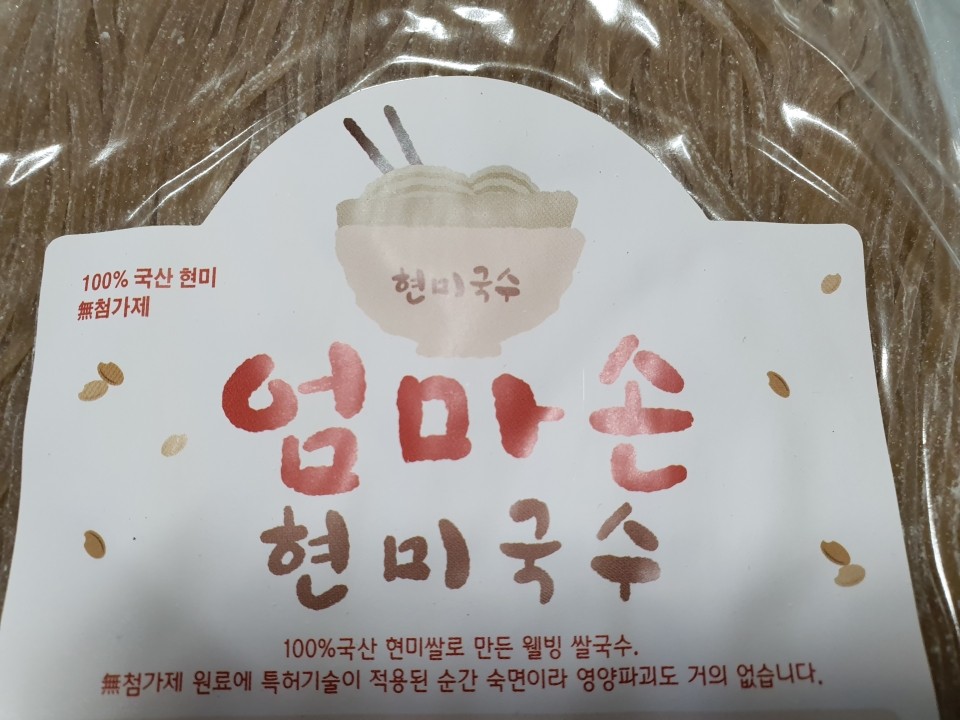 현미국수
100% 국산 현미
無첨가제
엄마손
현미국수
100%국산 현미쌀로 만든 웰빙 쌀국수.
無첨가제 원료에 특허기술이 적용된 순간 숙면이라 영양파괴도 거의 없습니다.